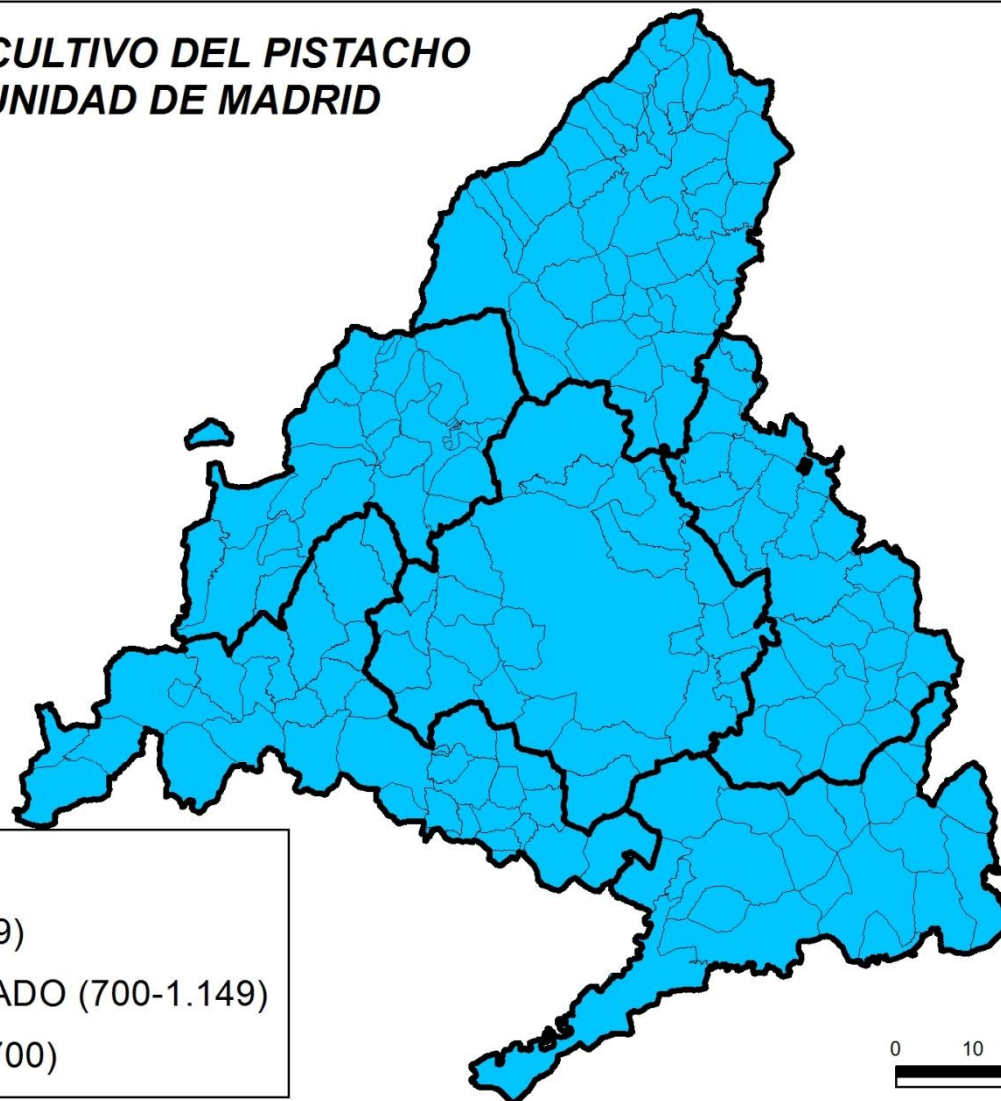 CULTIVO DEL PISTACHO
UNIDAD DE MADRID
9)
ADO (700-1.149)
700)
0 10